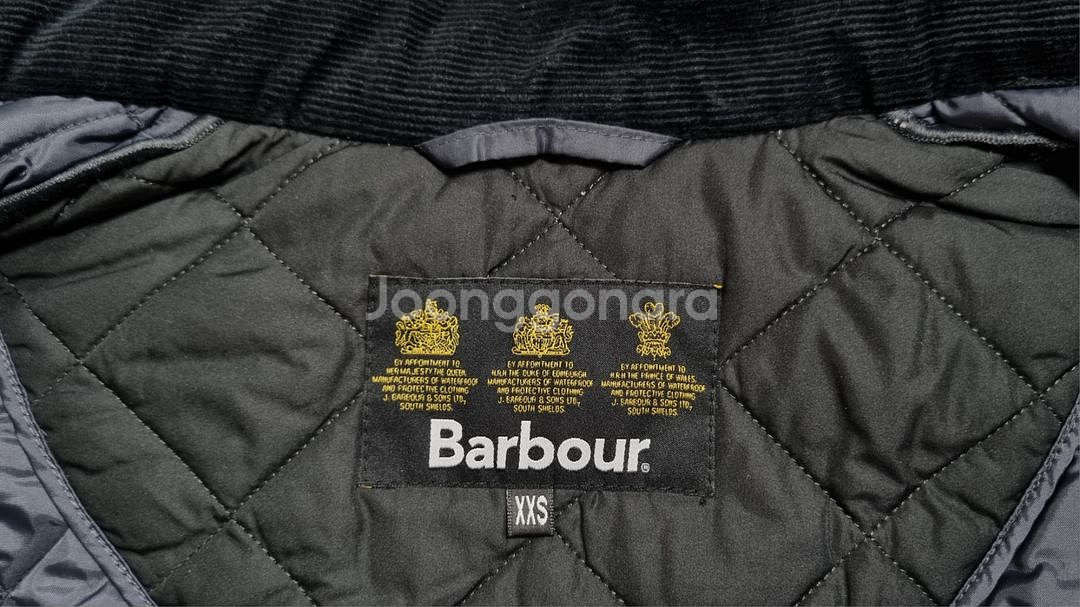 Joonggonara
BY APPOINTMENT TO
HER MAJESTY THE QUEEN.
MANUFACTURERS OF WATERPROOF
AND PROTECTIVE CLOTHING
J. BARBOUR & SONS LTD,
SOUTH SHIELDS.
BY APPOINTMENT TO
H.R.H. THE DUKE OF EDINBURGH.
MANUFACTURERS OF WATERPROOF
AND PROTECTIVE CLOTHING
J. BARBOUR & SONS LTD,
SOUTH SHIELDS.
BY APPOINTMENT TO
H.R.H. THE PRINCE OF WALES.
MANUFACTURERS OF WATERPROOF
AND PROTECTIVE CLOTHING
J. BARBOUR & SONS LTD,
SOUTH SHIELDS.
Barbour®
XXS